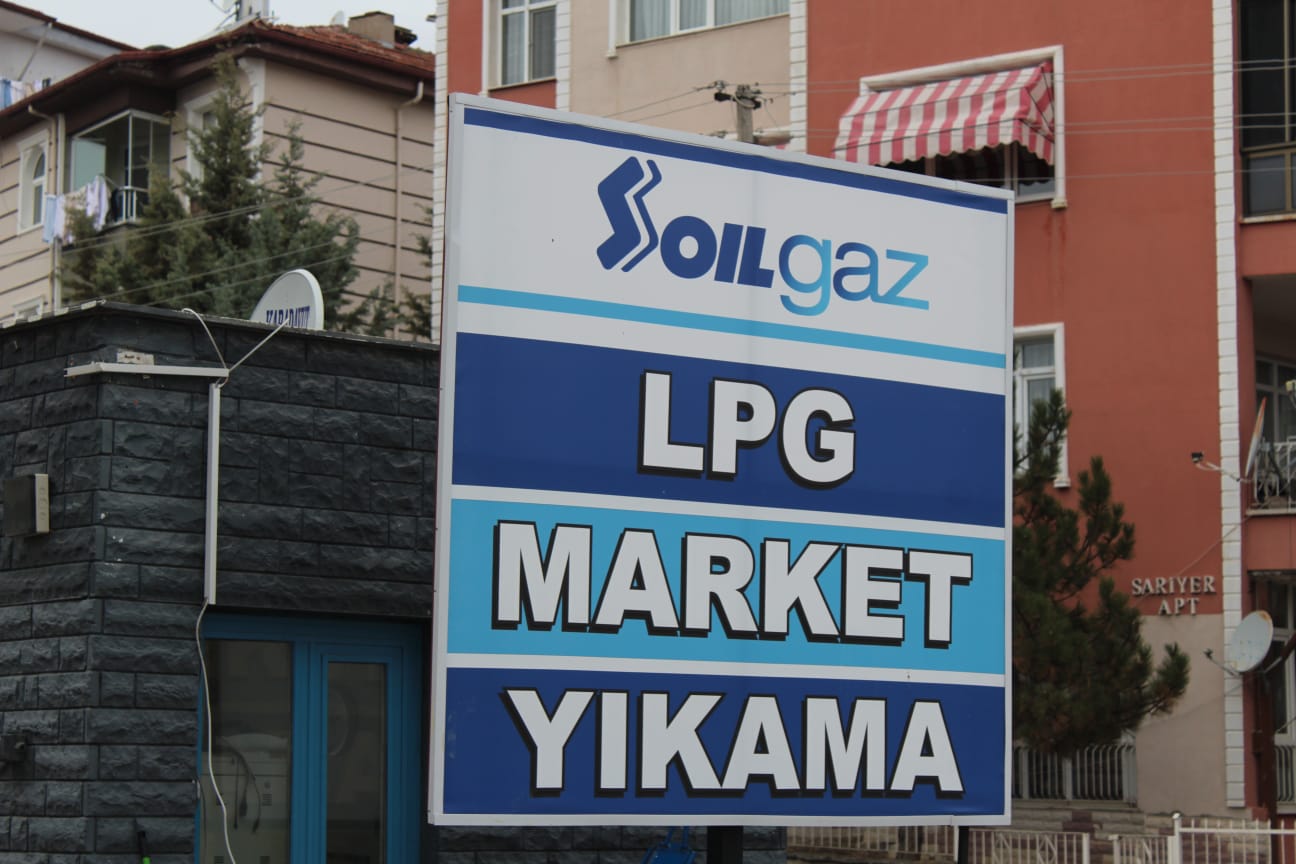 SOILgaz
LPG
MARKET
YIKAMA
SARIYER
APT